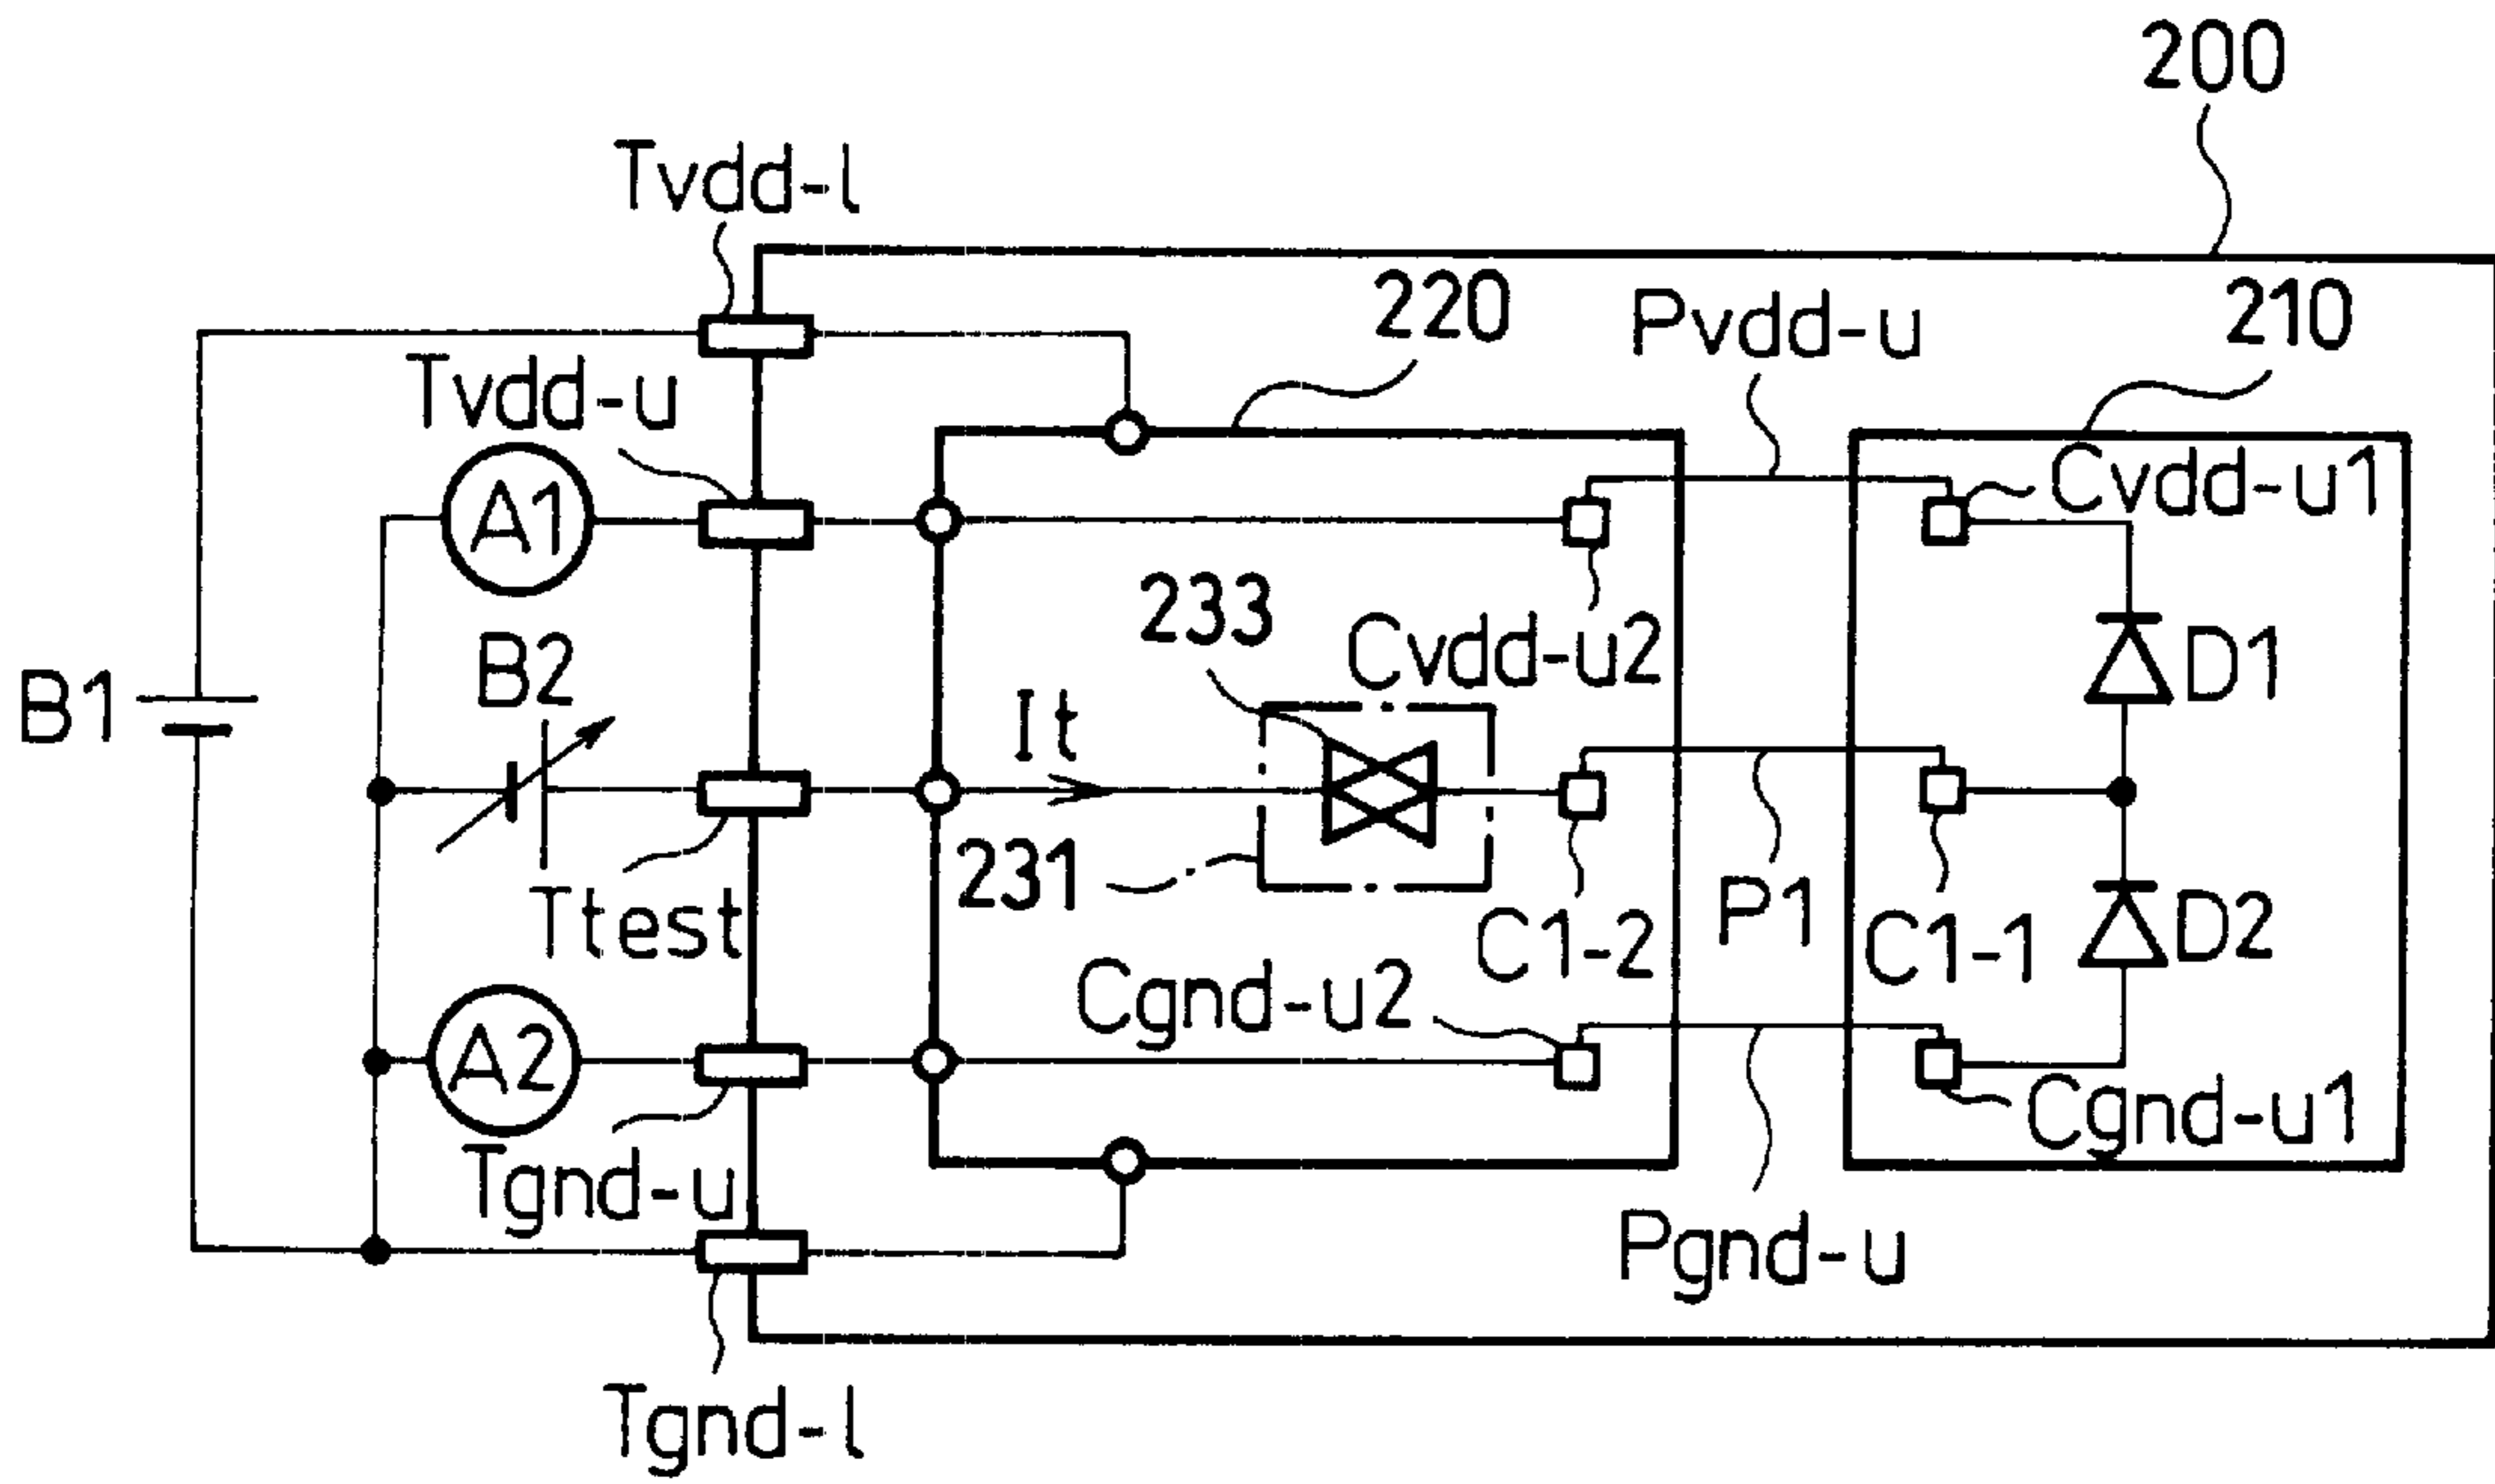 200
Tvdd-l
220
Pvdd-u
210
Tvdd-u
A1
Cvdd-u1
233
Cvdd-u2
B2
It
D1
B1
231
Ttest
C1-2
P1
C1-1
D2
Cgnd-u2
A2
Cgnd-u1
Tgnd-u
Pgnd-u
Tgnd-l